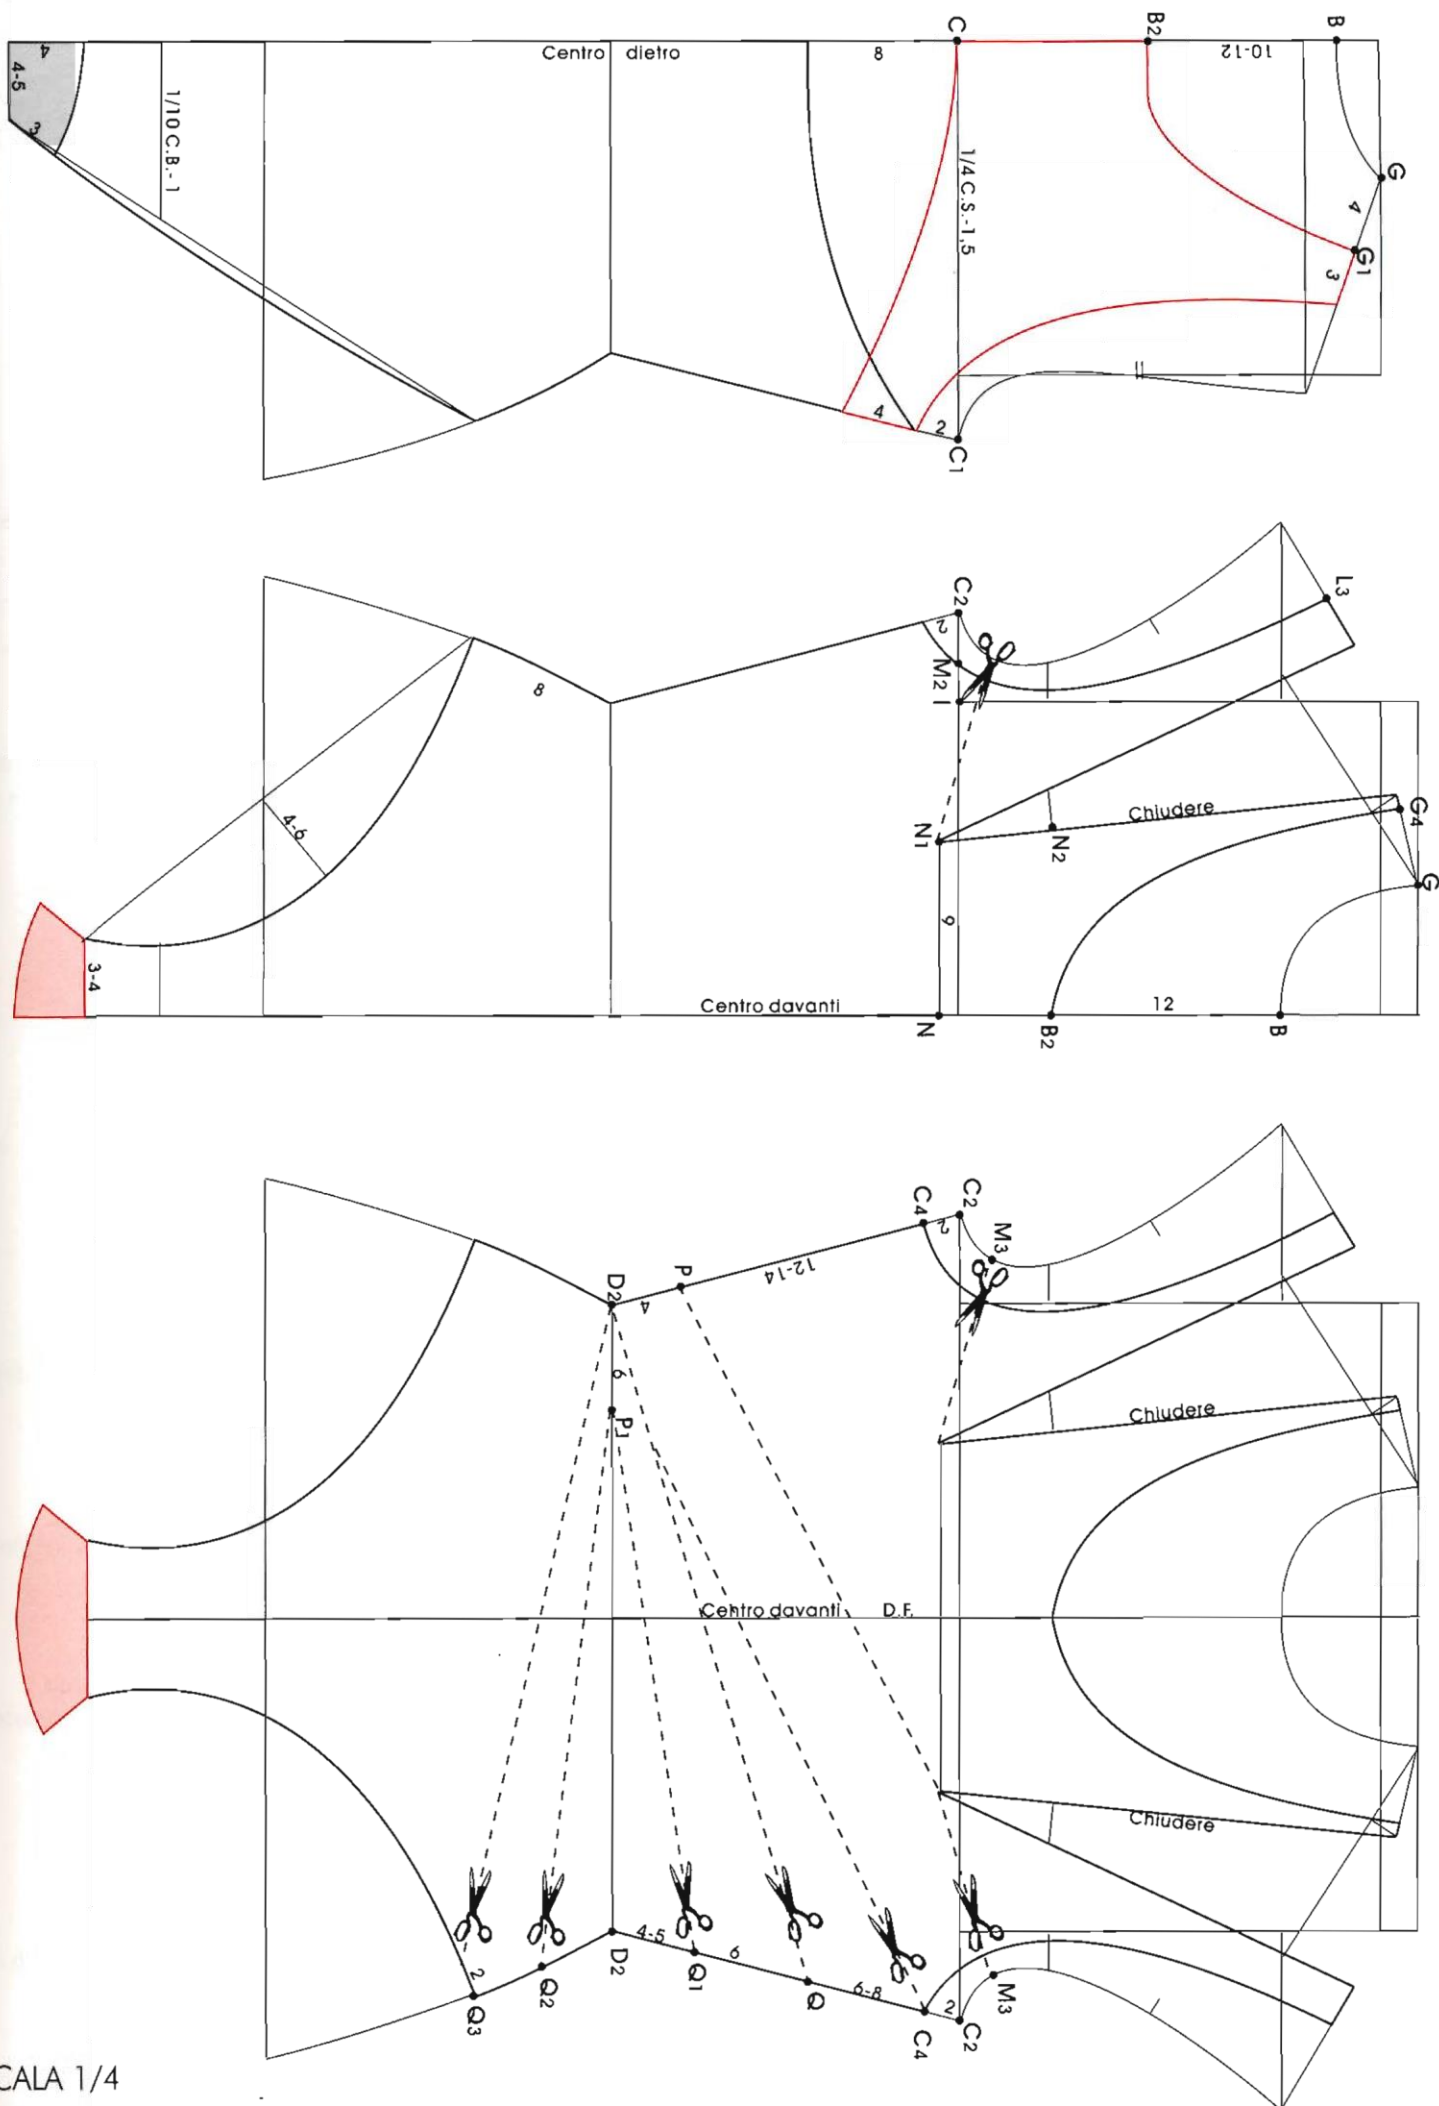 B
B2
C
10-12
8
Centro dietro
4
4-5
3
1/10 C.B.- 1
1/4 C.S.-1,5
G
4
G1
3
4
2
C1
L3
C2
2
M2
I
8
Chiudere
G4
N1
N2
G
4-6
9
3-4
Centro davanti
12
N
B2
B
C2
C4
2
M3
P
12-14
D2
4
6
P1
Chiudere
Centro davanti
D.F.
Chiudere
4-5
D2
6
Q1
6-8
Q
2
C4
C2
M3
2
Q2
Q3
CALA 1/4